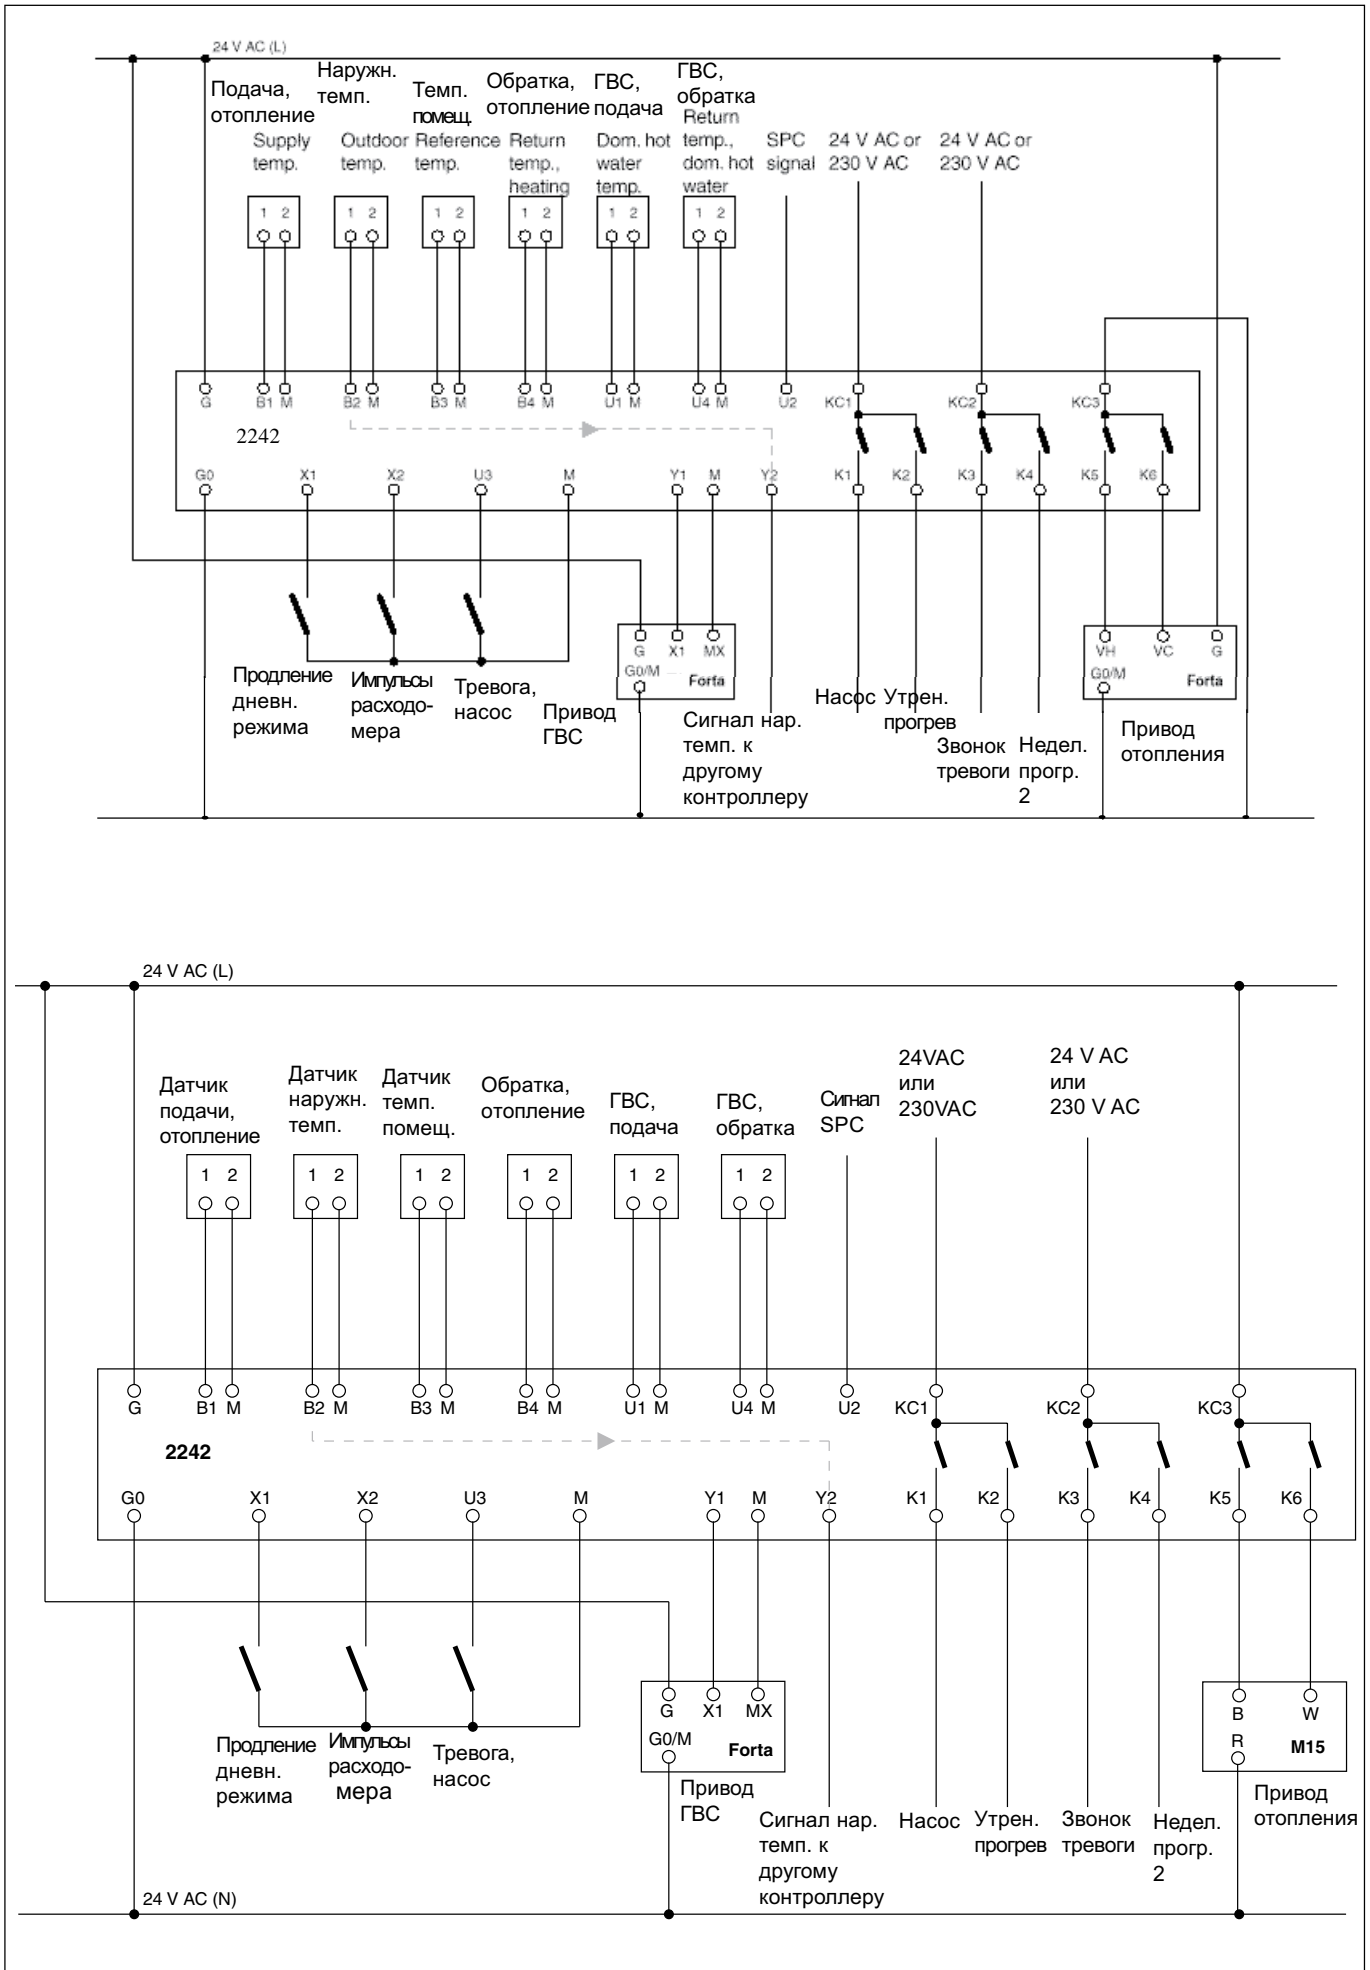 24 V AC (L)
Подача,
отопление
Наружн.
темп.
Темп.
помещ.
Обратка,
отопление
ГВС,
подача
ГВС,
обратка
Supply
temp.
Outdoor
temp.
Reference
temp.
Return
temp.,
heating
Dom. hot
water
temp.
Return
temp.,
dom. hot
water
SPC
signal
24 V AC or
230 V AC
24 V AC or
230 V AC
1 2 1 2 1 2 1 2 1 2 1 2
G B1 M B2 M B3 M B4 M U1 M U4 M U2 KC1 KC2 KC3
2242
G0 X1 X2 U3 M Y1 M Y2 K1 K2 K3 K4 K5 K6
G X1 MX
G0/M Forta
VH VC G
G0/M Forta
Продление
дневн.
режима
Импульсы
расходо-
мера
Тревога,
насос
Привод
ГВС
Сигнал нар.
темп. к
другому
контроллеру
Насос
Утрен.
прогрев
Звонок
тревоги
Недел.
прогр.
2
Привод
отопления
24 V AC (L)
Датчик
подачи,
отопление
Датчик
наружн.
темп.
Датчик
темп.
помещ.
Обратка,
отопление
ГВС,
подача
ГВС,
обратка
Сигнал
SPC
24VAC
или
230VAC
24 V AC
или
230 V AC
1 2 1 2 1 2 1 2 1 2 1 2
G B1 M B2 M B3 M B4 M U1 M U4 M U2 KC1 KC2 KC3
2242
G0 X1 X2 U3 M Y1 M Y2 K1 K2 K3 K4 K5 K6
G X1 MX
G0/M Forta
B W
R M15
Продление
дневн.
режима
Импульсы
расходо-
мера
Тревога,
насос
Привод
ГВС
Сигнал нар.
темп. к
другому
контроллеру
Насос
Утрен.
прогрев
Звонок
тревоги
Недел.
прогр.
2
Привод
отопления
24 V AC (N)